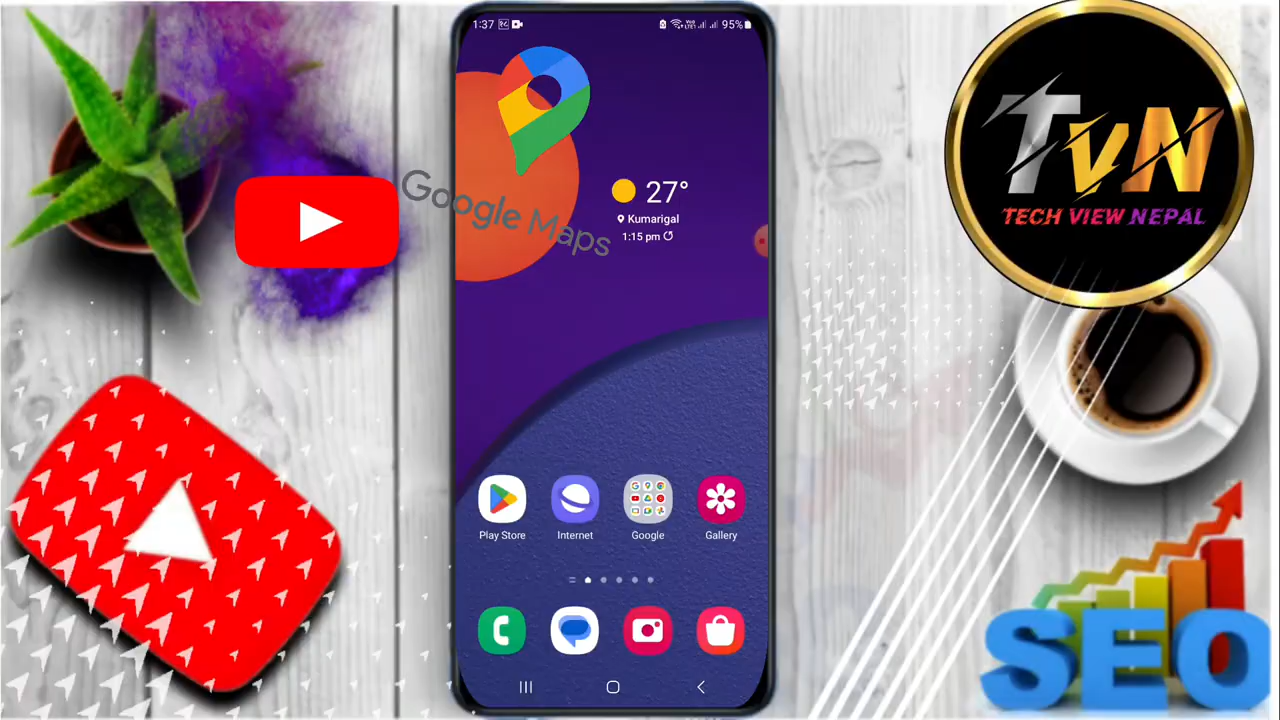 1:37
95%
27°
Kumarigal
1:15 pm
Google Maps
Play Store
Internet
Google
Gallery
TvN
TECH VIEW NEPAL
SEO